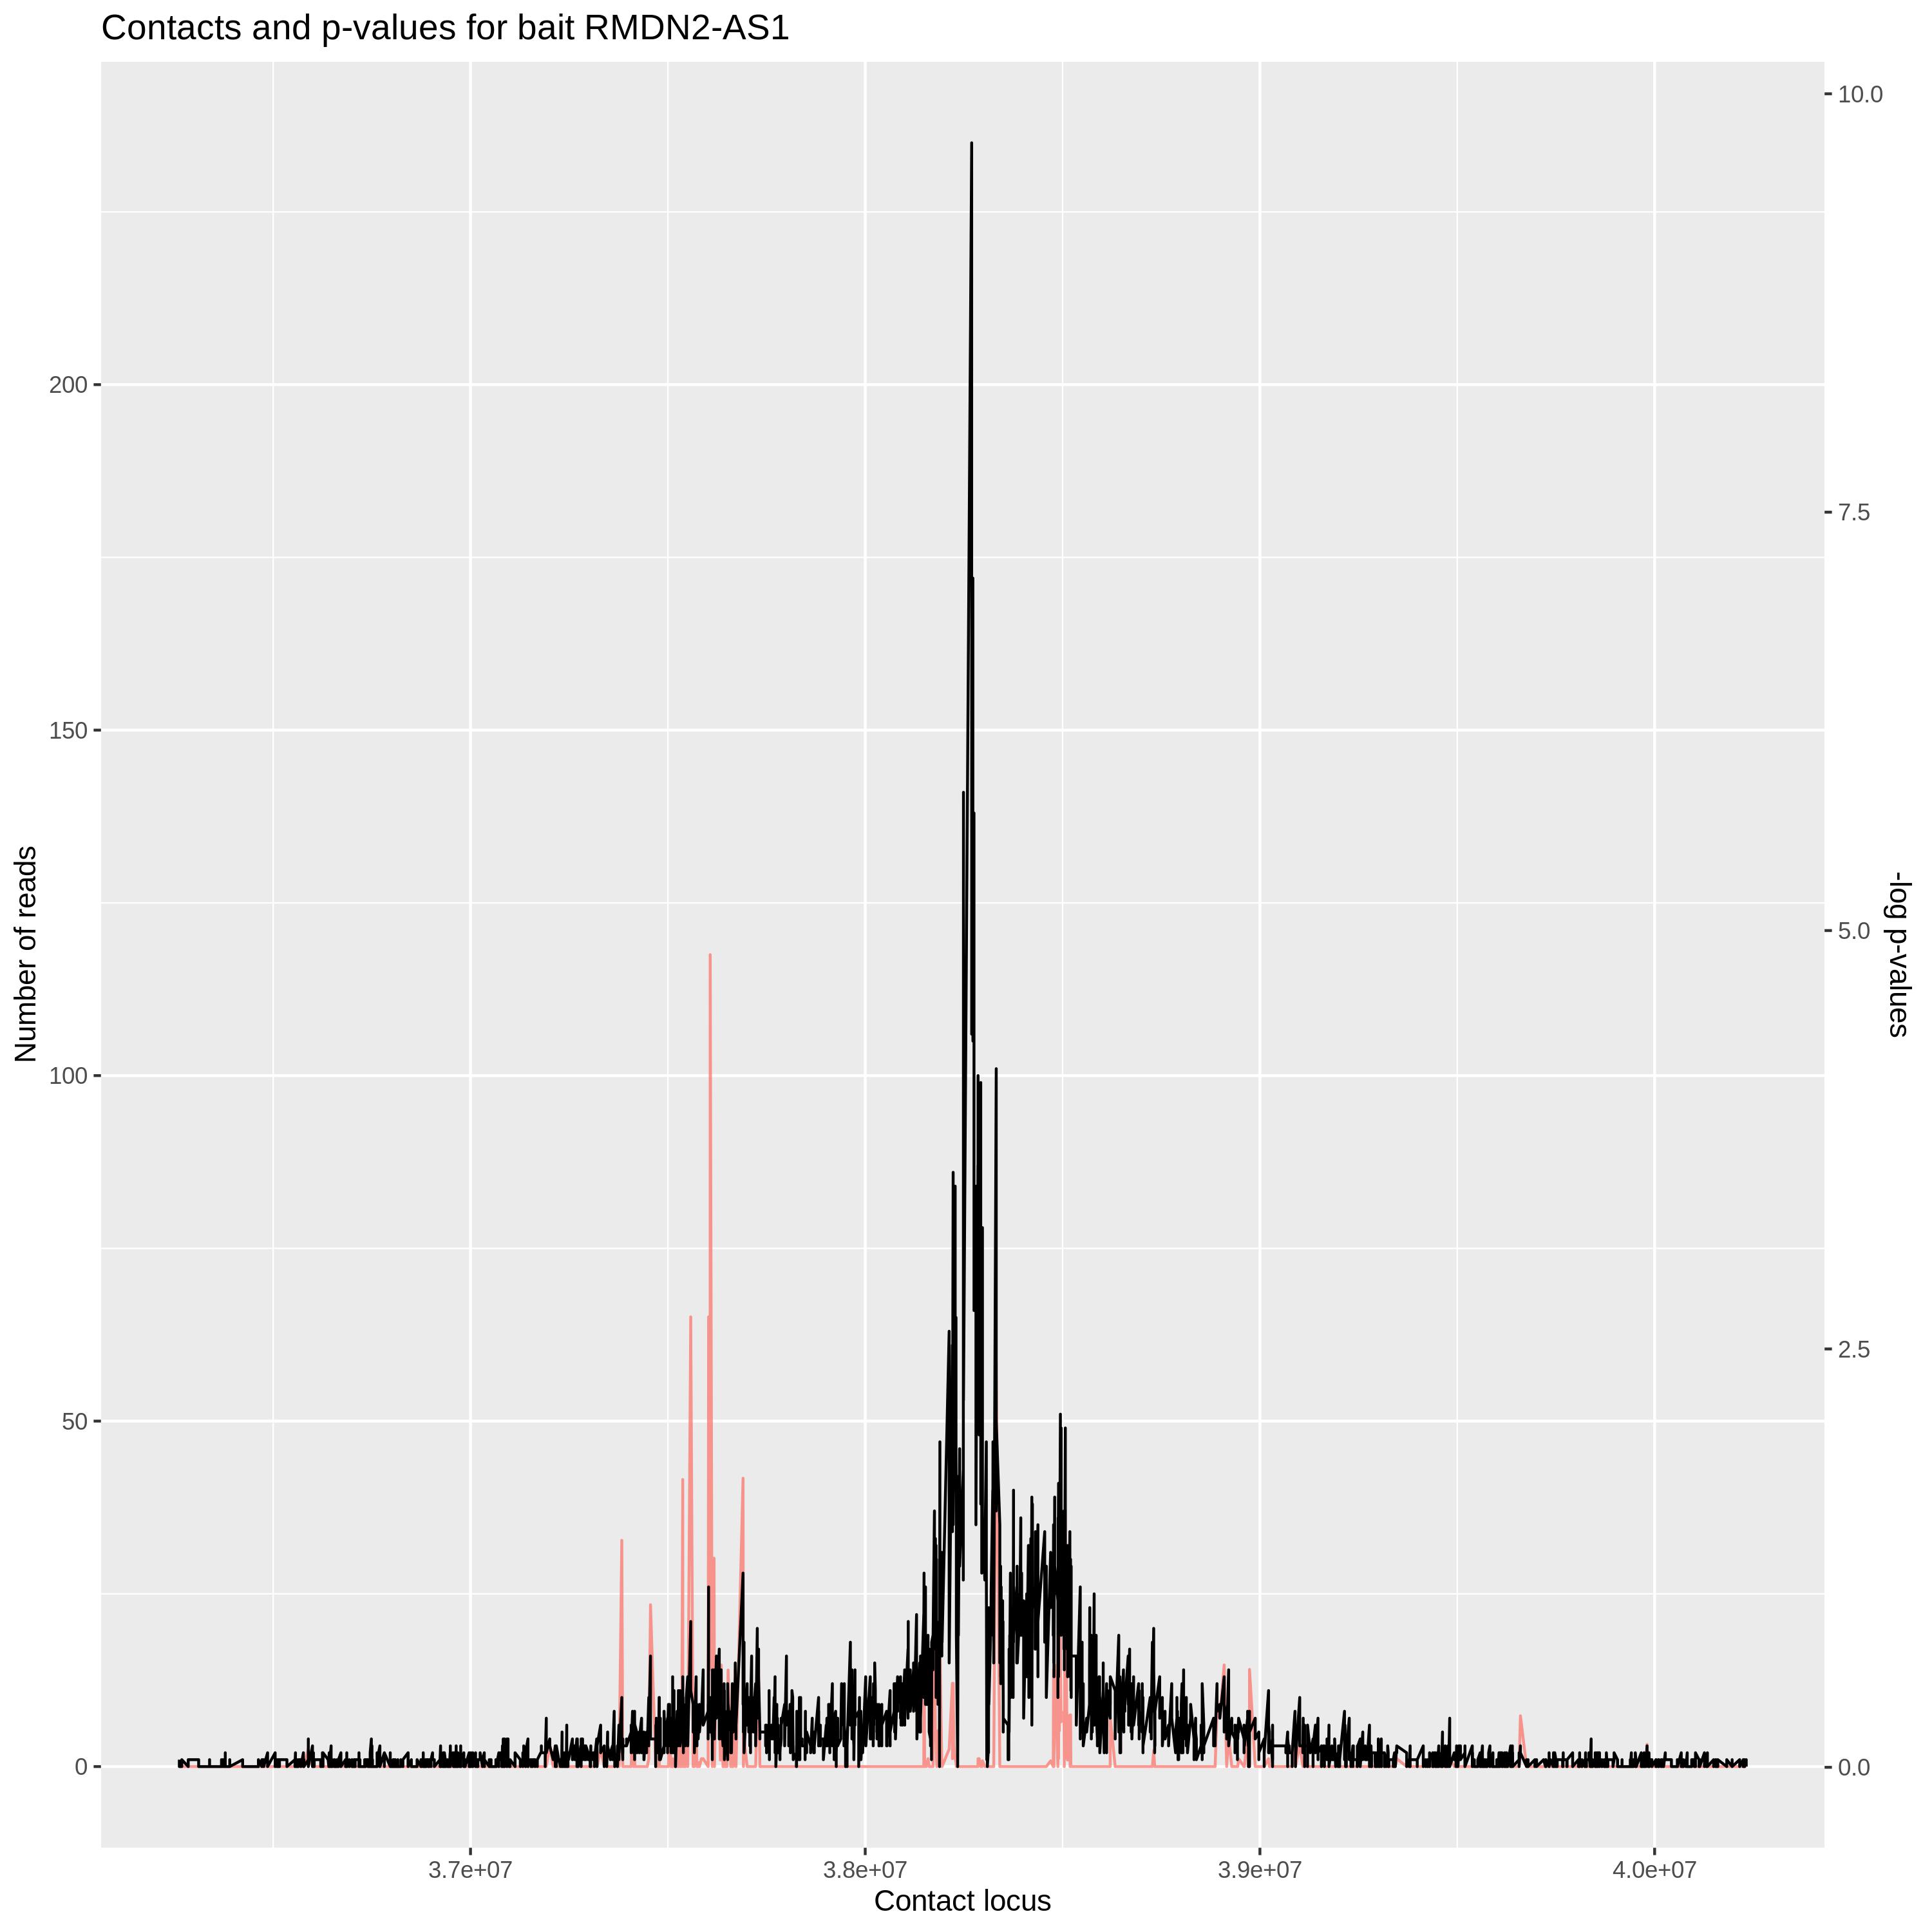 Contacts and p-values for bait RMDN2-AS1
10.0
7.5
5.0
2.5
0.0
-log p-values
200
150
100
50
0
Number of reads
3.7e+07 3.8e+07 3.9e+07 4.0e+07
Contact locus